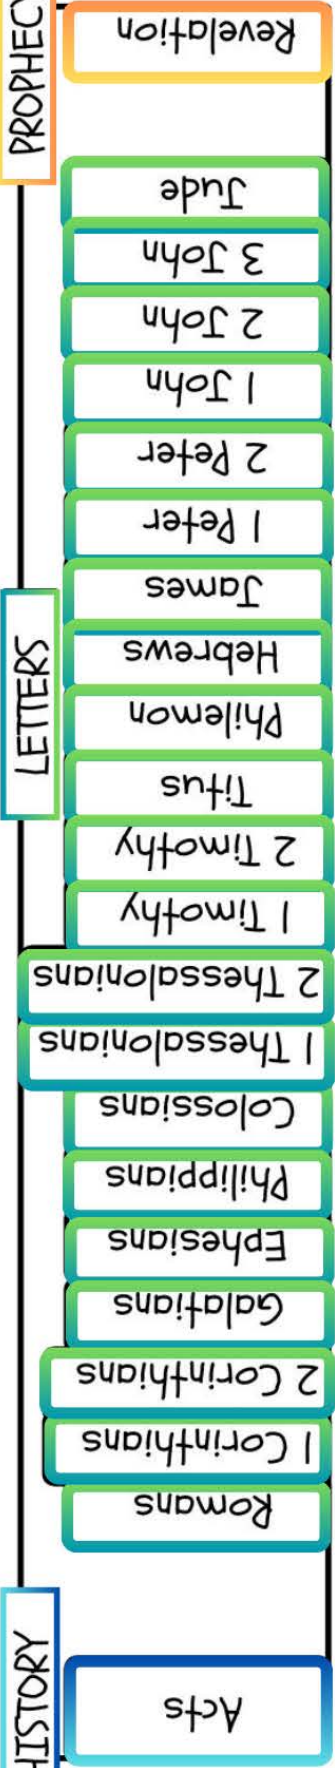 HISTORY
Acts
LETTERS
Romans
1 Corinthians
2 Corinthians
Galatians
Ephesians
Philippians
Colossians
1 Thessalonians
2 Thessalonians
1 Timothy
2 Timothy
Titus
Philemon
Hebrews
James
1 Peter
2 Peter
1 John
2 John
3 John
Jude
PROPHECY
Revelation